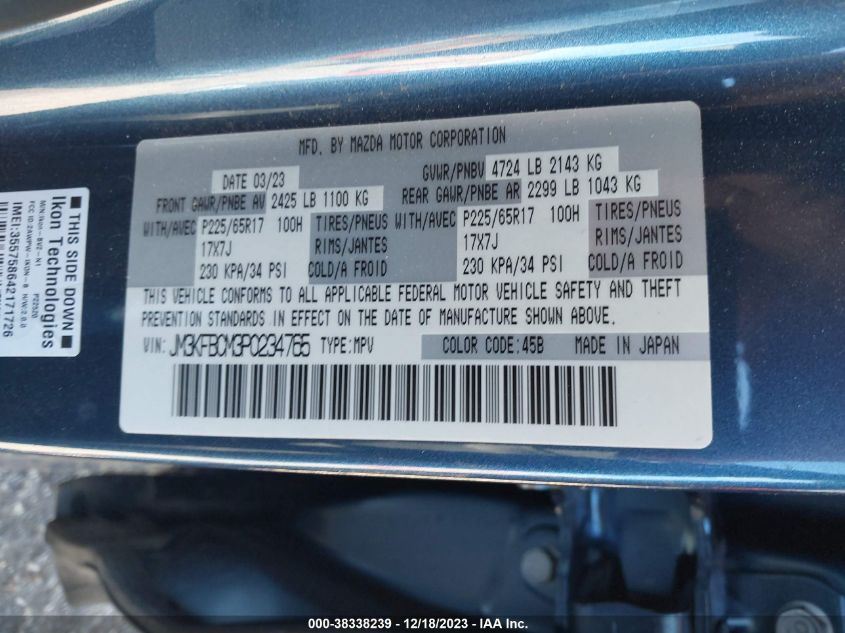 MFD. BY MAZDA MOTOR CORPORATION
DATE 03/23 GVWR/PNBV 4724 LB 2143 KG
FRONT GAWR/PNBE AV 2425 LB 1100 KG REAR GAWR/PNBE AR 2299 LB 1043 KG
WITH/AVEC P225/65R17 100H TIRES/PNEUS WITH/AVEC P225/65R17 100H TIRES/PNEUS
17X7J RIMS/JANTES 17X7J RIMS/JANTES
230 KPA/34 PSI COLD/A FROID 230 KPA/34 PSI COLD/A FROID
THIS VEHICLE CONFORMS TO ALL APPLICABLE FEDERAL MOTOR VEHICLE SAFETY AND THEFT
PREVENTION STANDARDS IN EFFECT ON THE DATE OF MANUFACTURE SHOWN ABOVE.
VIN: JM3KFBCM3P0234765 TYPE:MPV COLOR CODE:45B MADE IN JAPAN
THIS SIDE DOWN
Ikon Technologies
P22520
IMEI:355758642171726
000-38338239 - 12/18/2023 - IAA Inc.